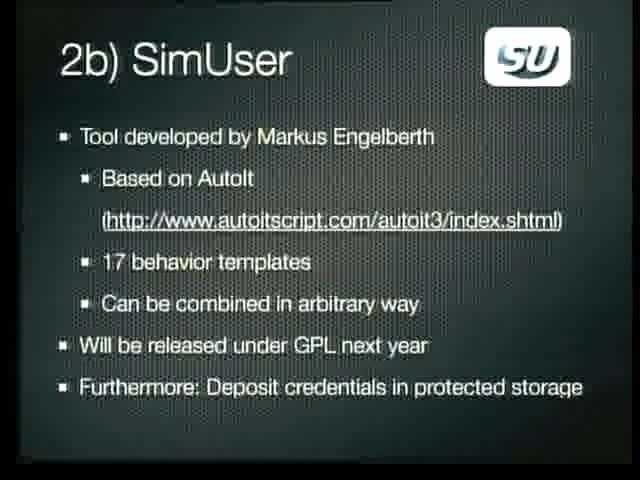 2b) SimUser
SU
Tool developed by Markus Engelberth
Based on AutoIt
(http://www.autoitscript.com/autoit3/index.shtml)
17 behavior templates
Can be combined in arbitrary way
Will be released under GPL next year
Furthermore: Deposit credentials in protected storage